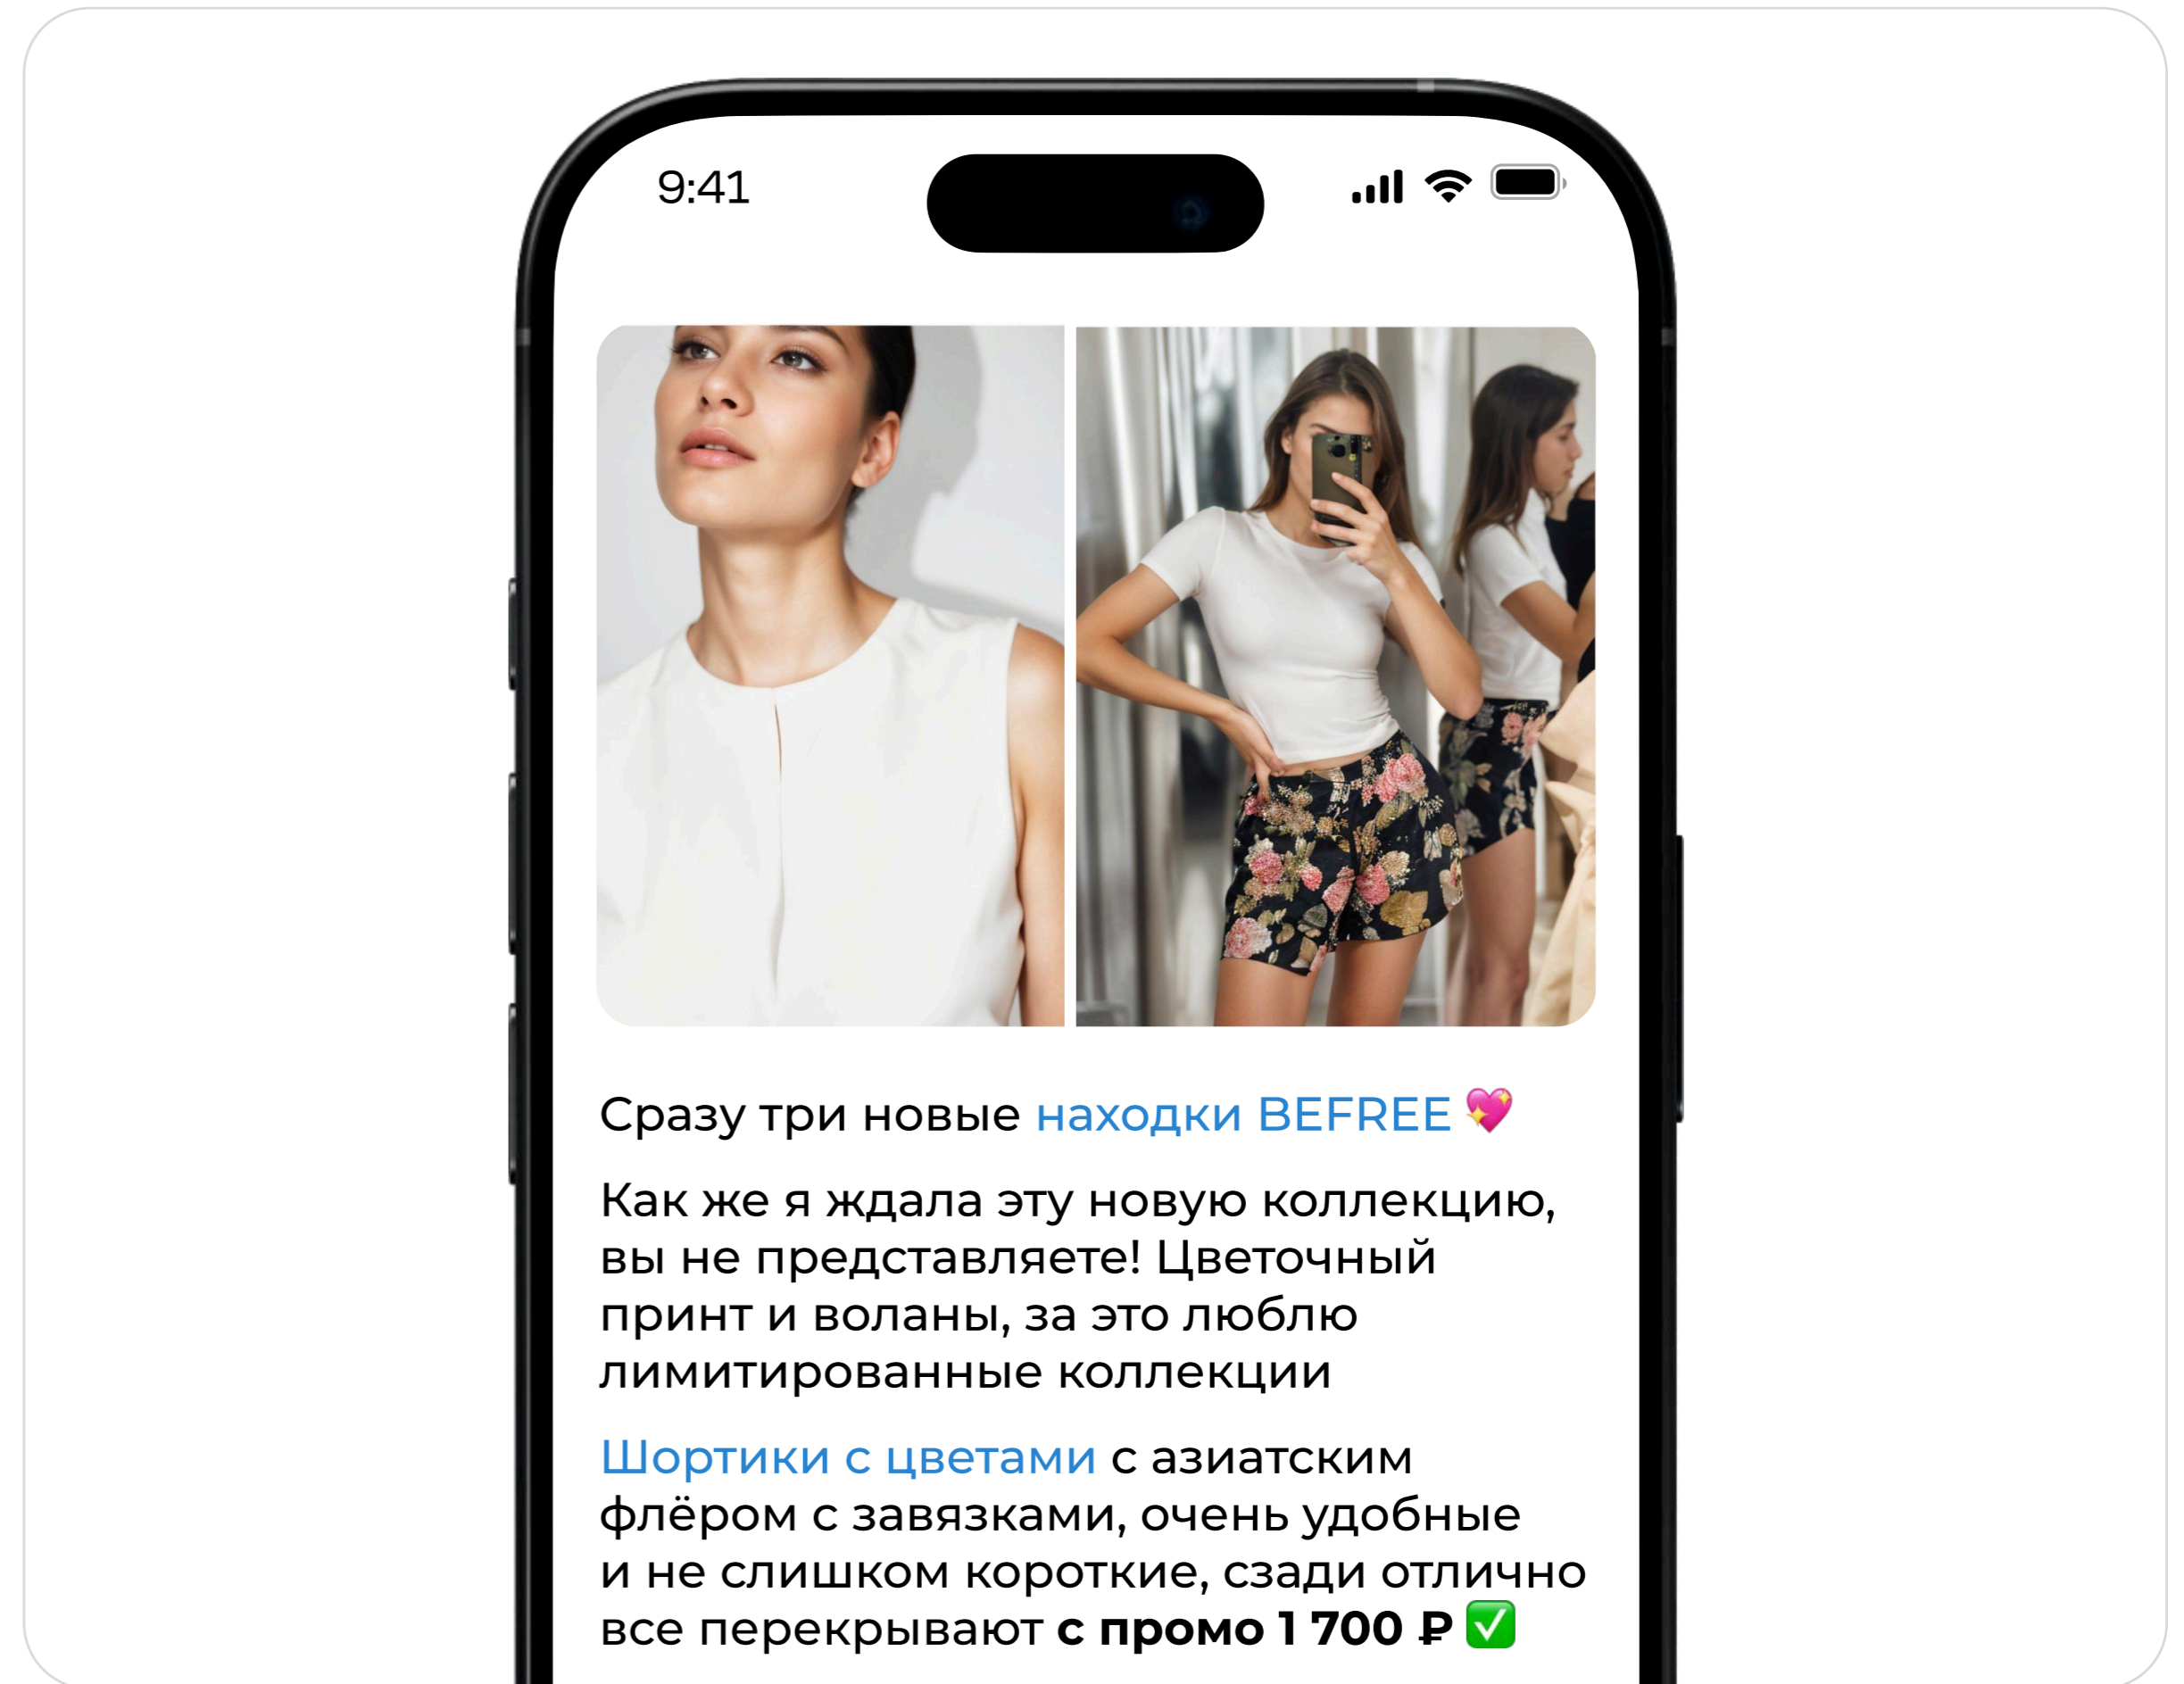 9:41
Сразу три новые находки BEFREE 💖
Как же я ждала эту новую коллекцию,
вы не представляете! Цветочный
принт и воланы, за это люблю
лимитированные коллекции
Шортики с цветами с азиатским
флёром с завязками, очень удобные
и не слишком короткие, сзади отлично
все перекрывают с промо 1 700 ₽ ✅